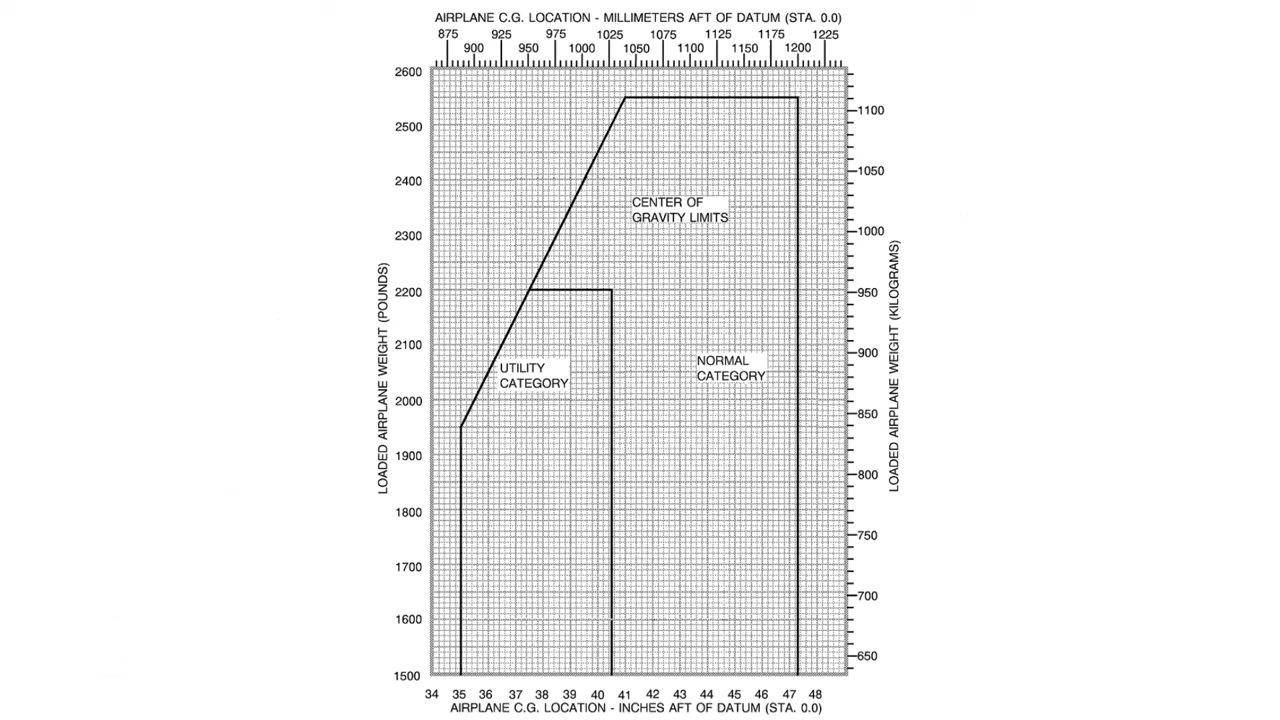 AIRPLANE C.G. LOCATION - MILLIMETERS AFT OF DATUM (STA. 0.0)
875 925 975 1025 1075 1125 1175 1225
900 950 1000 1050 1100 1150 1200
2600
2500
2400
2300
2200
2100
2000
1900
1800
1700
1600
1500
LOADED AIRPLANE WEIGHT (POUNDS)
CENTER OF
GRAVITY LIMITS
UTILITY
CATEGORY
NORMAL
CATEGORY
1100
1050
1000
950
900
850
800
750
700
650
LOADED AIRPLANE WEIGHT (KILOGRAMS)
34 35 36 37 38 39 40 41 42 43 44 45 46 47 48
AIRPLANE C.G. LOCATION - INCHES AFT OF DATUM (STA. 0.0)